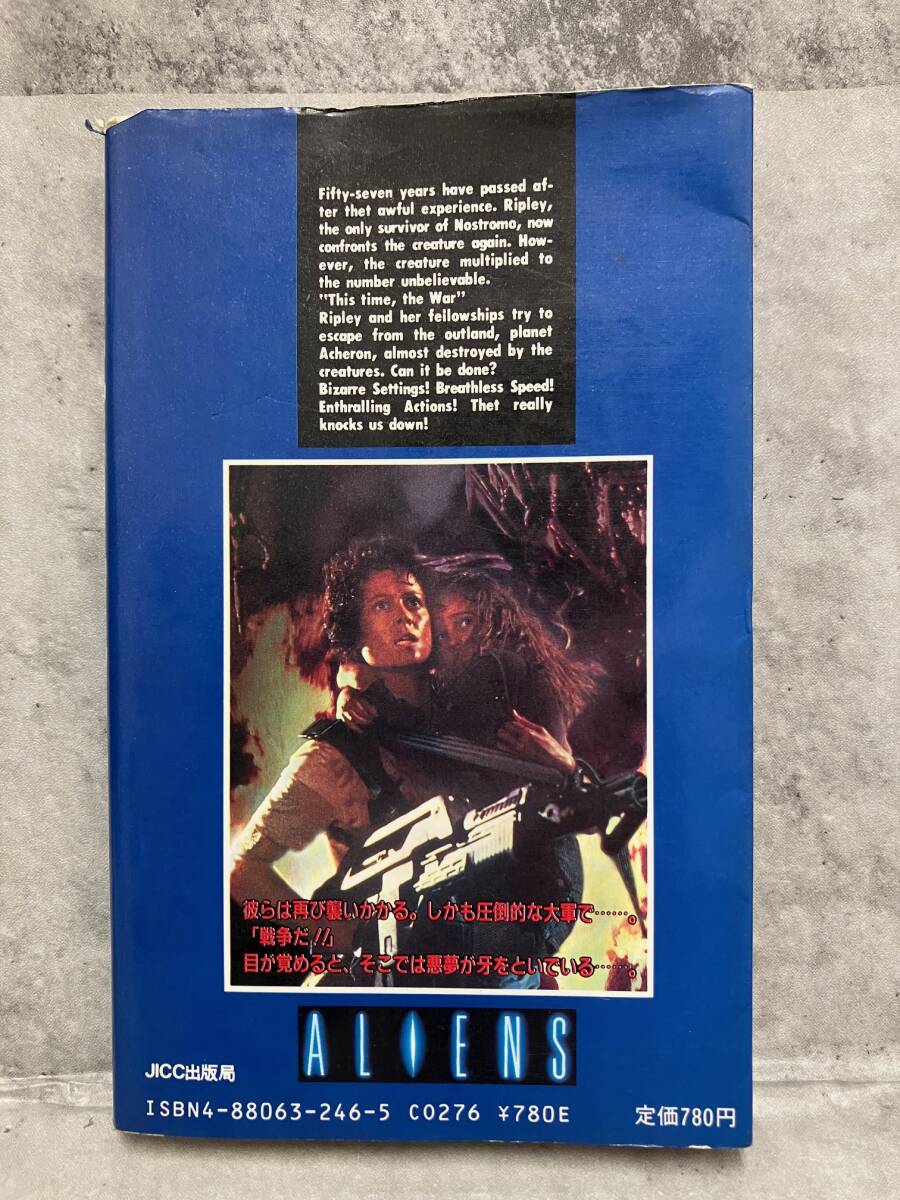 Fifty-seven years have passed af-
ter thet awful experience. Ripley,
the only survivor of Nostromo, now
confronts the creature again. How-
ever, the creature multiplied to
the number unbelievable.
"This time, the War"
Ripley and her fellowships try to
escape from the outland, planet
Acheron, almost destroyed by the
creatures. Can it be done?
Bizarre Settings! Breathless Speed!
Enthralling Actions! Thet really
knocks us down!
彼らは再び襲いかかる。しかも圧倒的な大軍で……。
「戦争だ!!」
目が覚めると、そこでは悪夢が牙をといでいる……。
ALIENS
JICC出版局
ISBN4-88063-246-5 C0276 ¥780E 定価780円